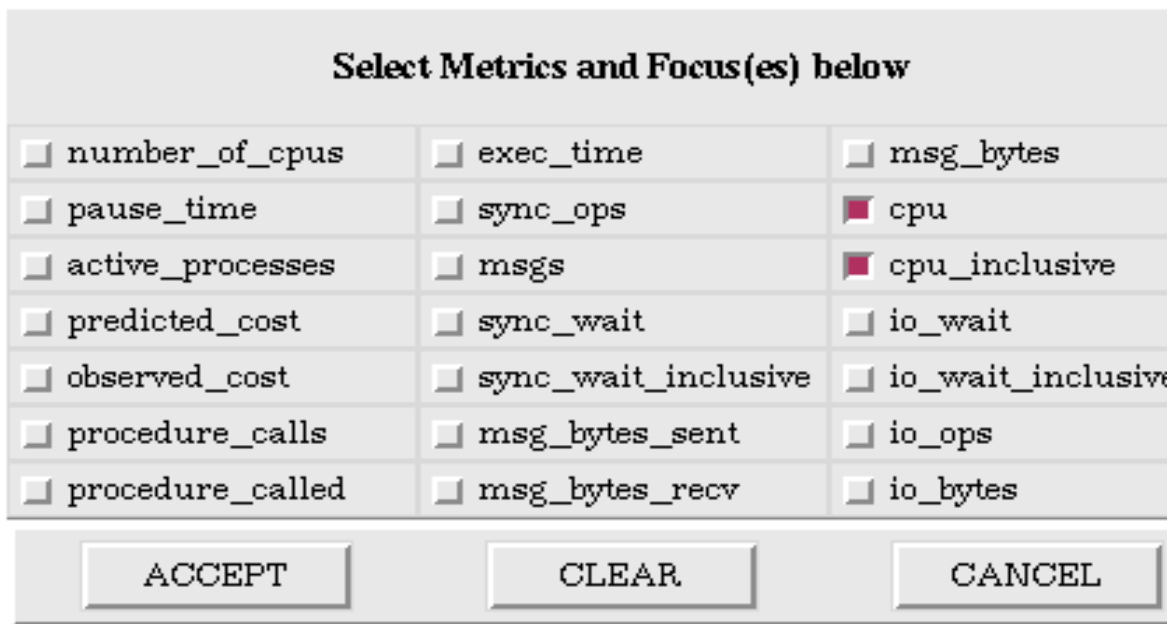 Select Metrics and Focus(es) below
number_of_cpus exec_time msg_bytes
pause_time sync_ops cpu
active_processes msgs cpu_inclusive
predicted_cost sync_wait io_wait
observed_cost sync_wait_inclusive io_wait_inclusive
procedure_calls msg_bytes_sent io_ops
procedure_called msg_bytes_recv io_bytes
ACCEPT CLEAR CANCEL